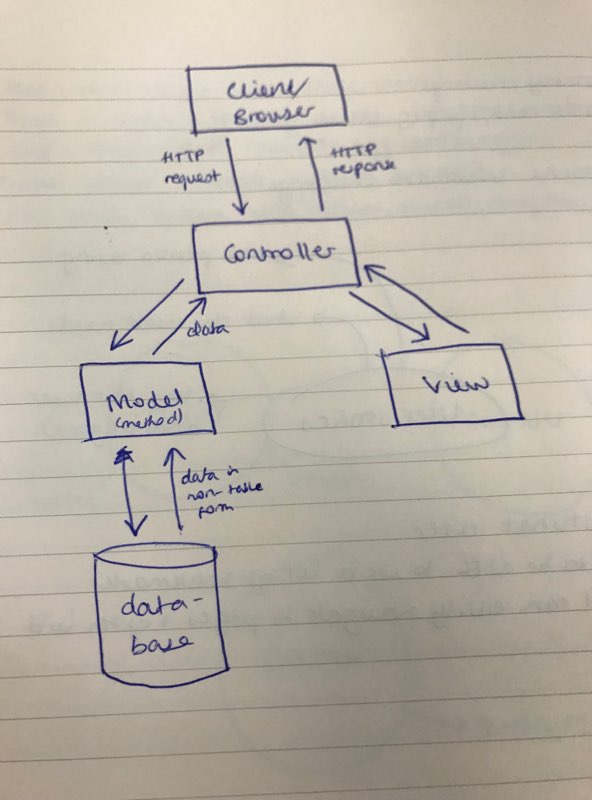 Client/
Browser
HTTP
request
HTTP
response
Controller
data
Model
(method)
View
data in
non-table
form
data-
base